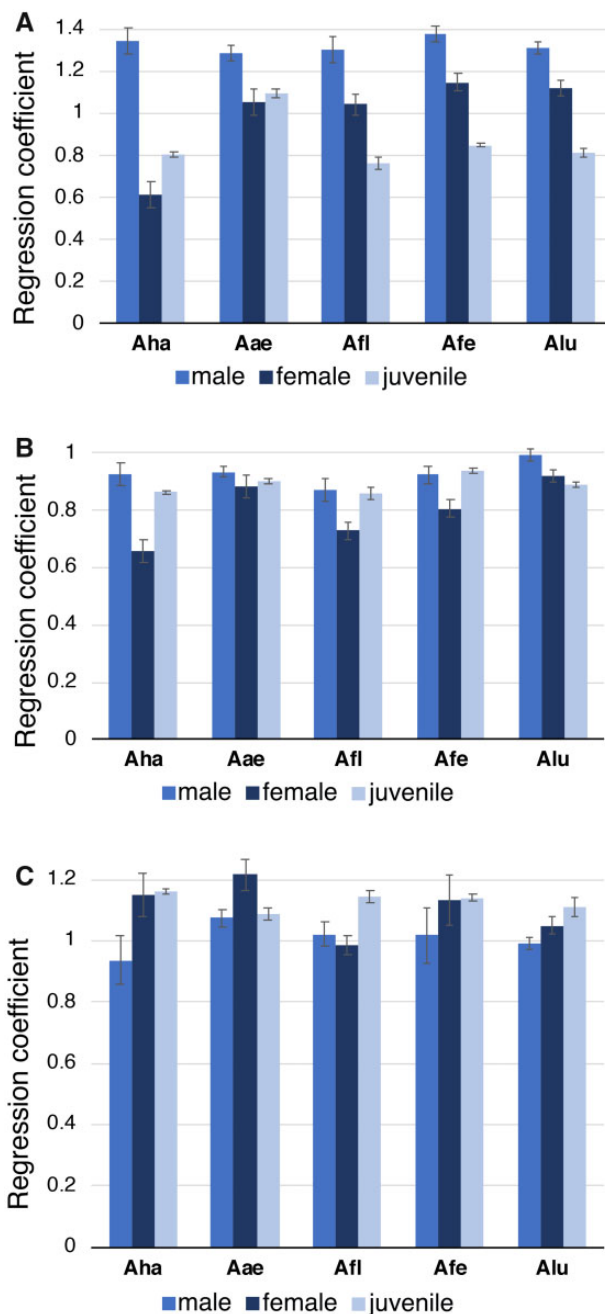 A
Regression coefficient
1.4
1.2
1
0.8
0.6
0.4
0.2
0
Aha Aae Afl Afe Alu
male female juvenile
B
Regression coefficient
1
0.8
0.6
0.4
0.2
0
Aha Aae Afl Afe Alu
male female juvenile
C
Regression coefficient
1.2
1
0.8
0.6
0.4
0.2
0
Aha Aae Afl Afe Alu
male female juvenile